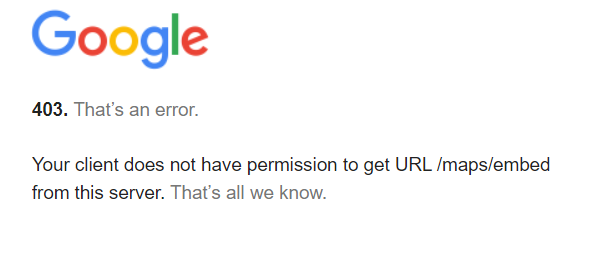 Google
403. That’s an error.
Your client does not have permission to get URL /maps/embed
from this server. That’s all we know.